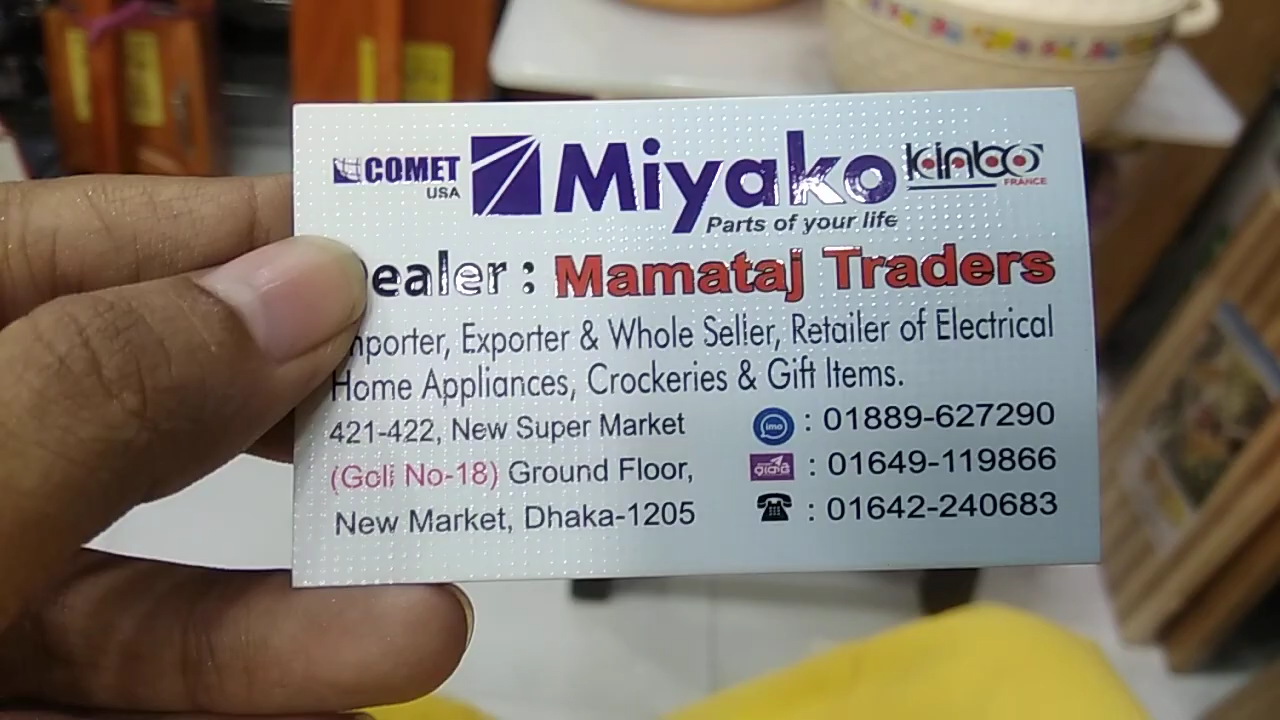 COMET
USA
Miyako
Parts of your life
kinbo
FRANCE
ealer : Mamataj Traders
mporter, Exporter & Whole Seller, Retailer of Electrical
Home Appliances, Crockeries & Gift Items.
421-422, New Super Market
(Goli No-18) Ground Floor,
New Market, Dhaka-1205
imo : 01889-627290
: 01649-119866
: 01642-240683